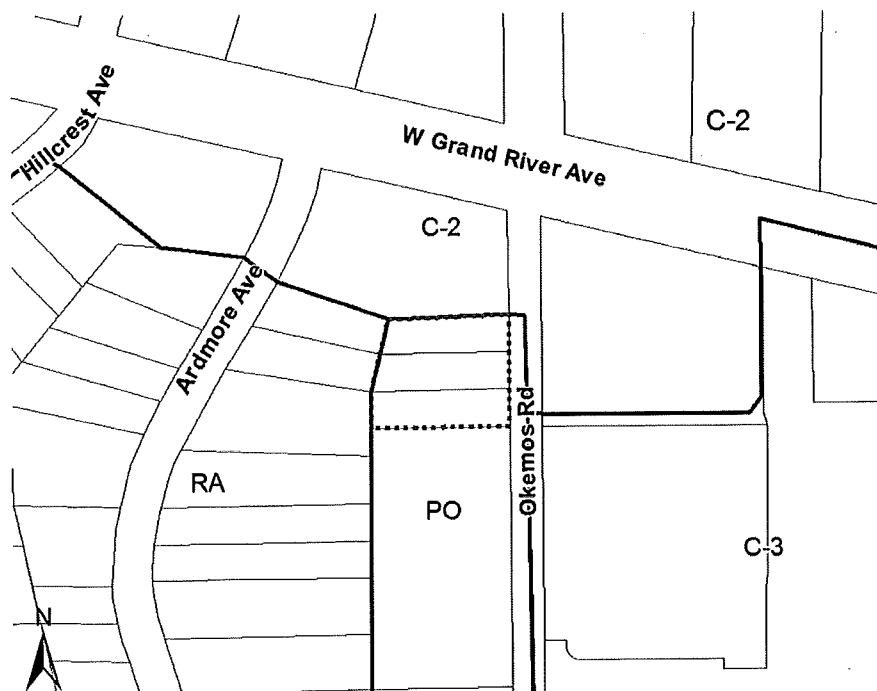 Hillcrest Ave
W Grand River Ave
C-2
C-2
Ardmore Ave
Okemos Rd
RA
PO
C-3
N